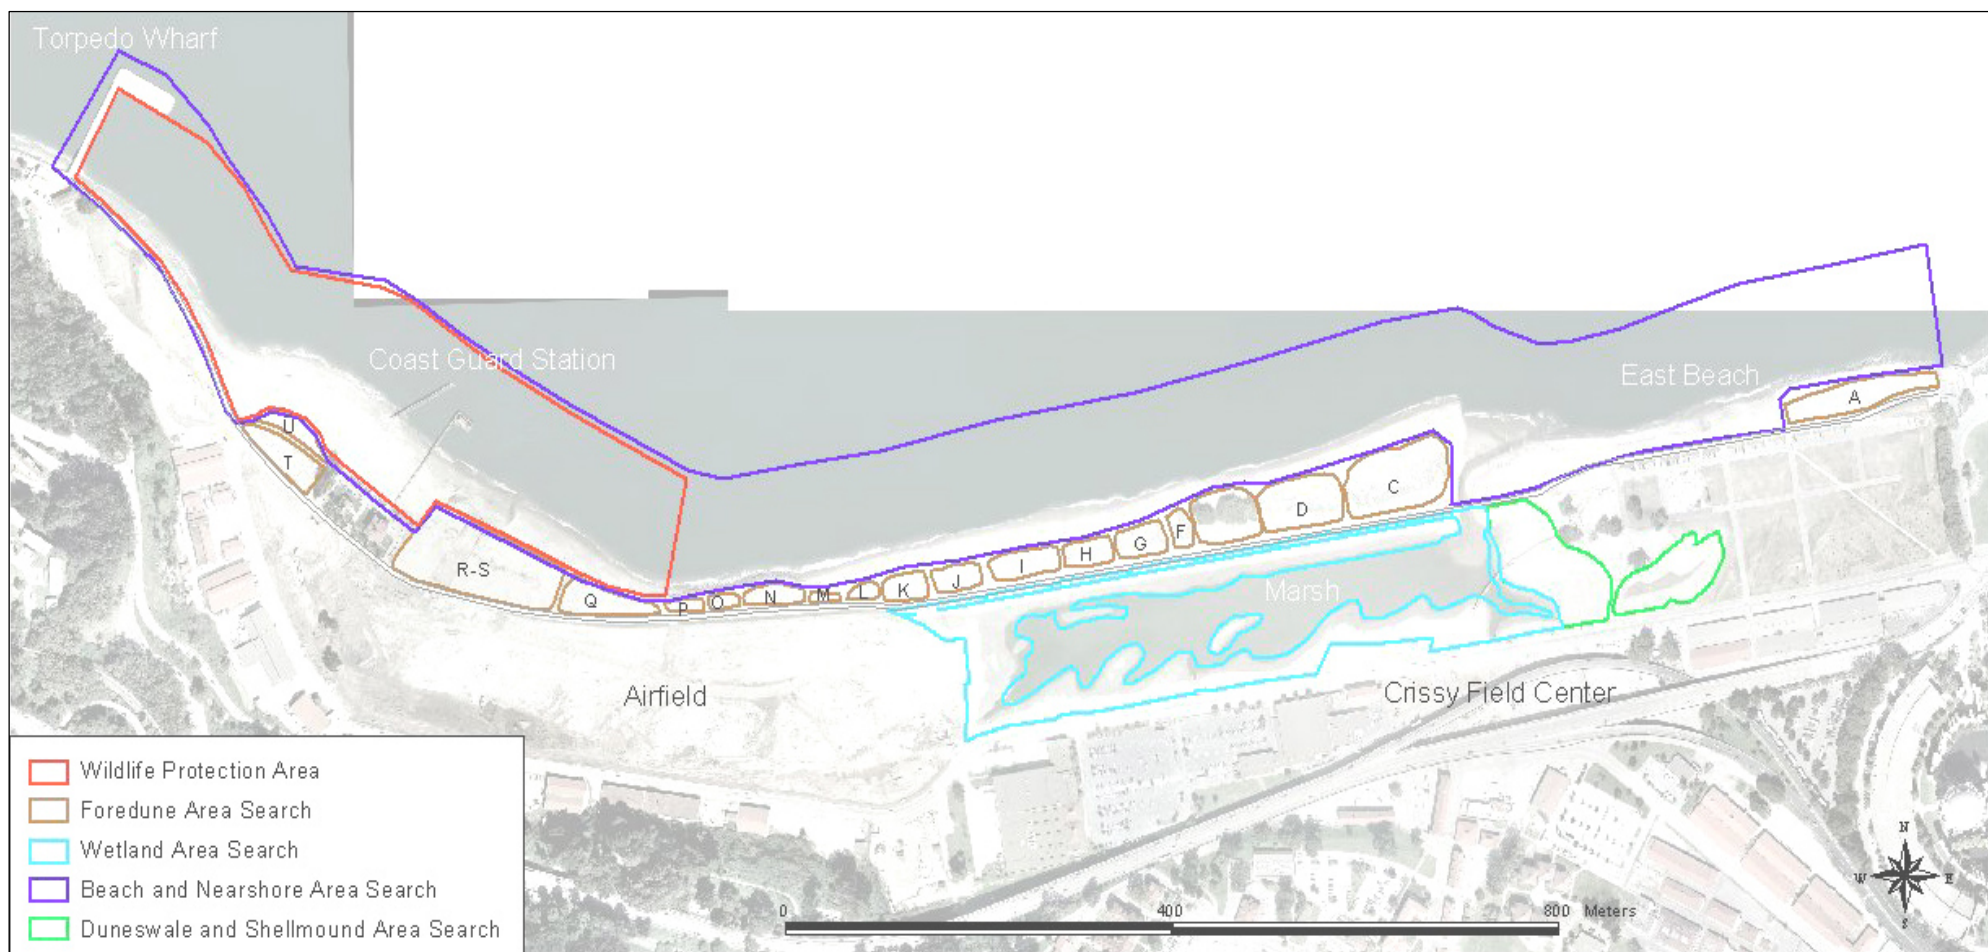 Torpedo Wharf
Coast Guard Station
East Beach
A
U
T
C
D
F
G
H
R-S
I
J
K
L
M
N
O
P
Q
Marsh
Airfield
Crissy Field Center
Wildlife Protection Area
Foredune Area Search
Wetland Area Search
Beach and Nearshore Area Search
Duneswale and Shellmound Area Search
0 400 800 Meters
N
W E
S